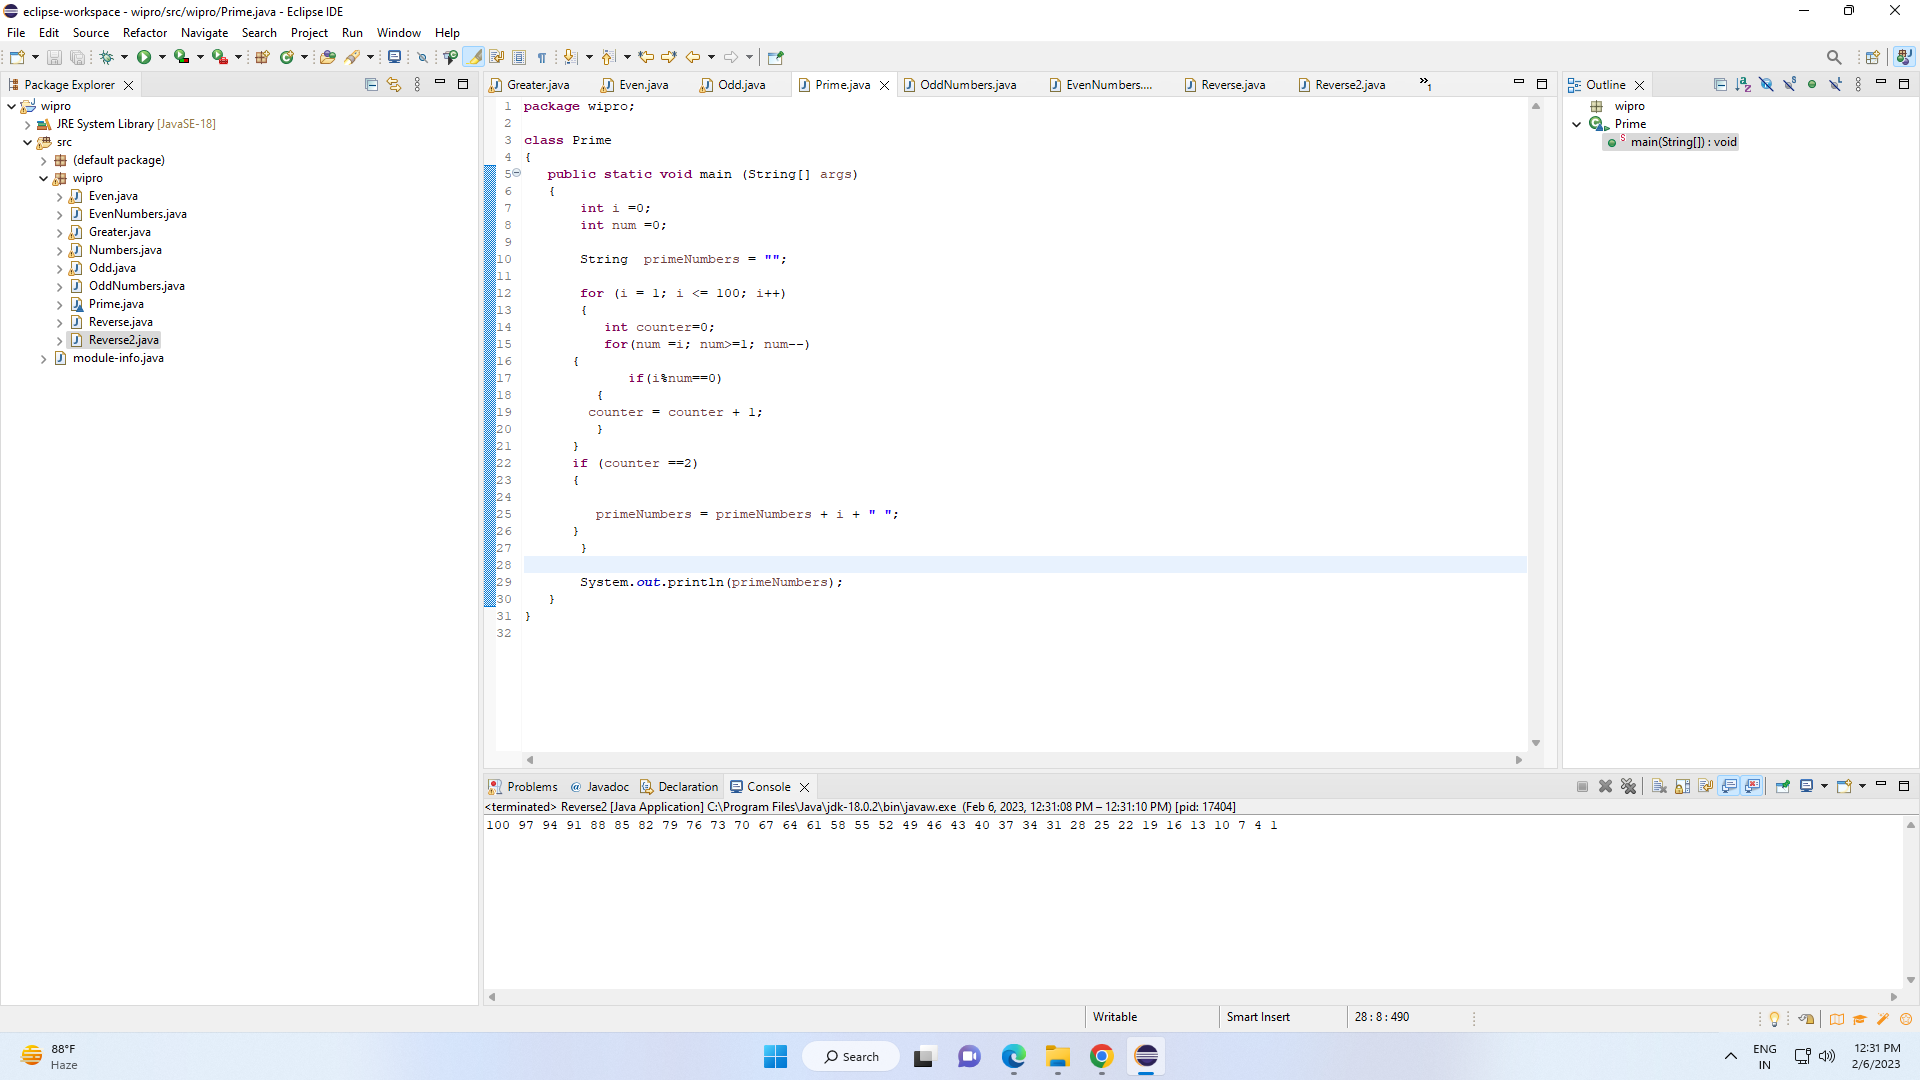 eclipse-workspace - wipro/src/wipro/Prime.java - Eclipse IDE
File Edit Source Refactor Navigate Search Project Run Window Help
Package Explorer
wipro
JRE System Library [JavaSE-18]
src
(default package)
wipro
Even.java
EvenNumbers.java
Greater.java
Numbers.java
Odd.java
OddNumbers.java
Prime.java
Reverse.java
Reverse2.java
module-info.java
Greater.java Even.java Odd.java Prime.java OddNumbers.java EvenNumbers.... Reverse.java Reverse2.java »1
1 package wipro;
2
3 class Prime
4 {
5 public static void main (String[] args)
6 {
7 int i =0;
8 int num =0;
9
10 String  primeNumbers = "";
11
12 for (i = 1; i <= 100; i++)
13 {
14 int counter=0;
15 for(num =i; num>=1; num--)
16 {
17 if(i%num==0)
18 {
19 counter = counter + 1;
20 }
21 }
22 if (counter ==2)
23 {
24
25 primeNumbers = primeNumbers + i + " ";
26 }
27 }
28
29 System.out.println(primeNumbers);
30 }
31 }
32
Outline
wipro
Prime
main(String[]) : void
Problems @ Javadoc Declaration Console
<terminated> Reverse2 [Java Application] C:\Program Files\Java\jdk-18.0.2\bin\javaw.exe (Feb 6, 2023, 12:31:08 PM – 12:31:10 PM) [pid: 17404]
100 97 94 91 88 85 82 79 76 73 70 67 64 61 58 55 52 49 46 43 40 37 34 31 28 25 22 19 16 13 10 7 4 1
Writable Smart Insert 28 : 8 : 490
88°F
Haze
Search
ENG
IN
12:31 PM
2/6/2023